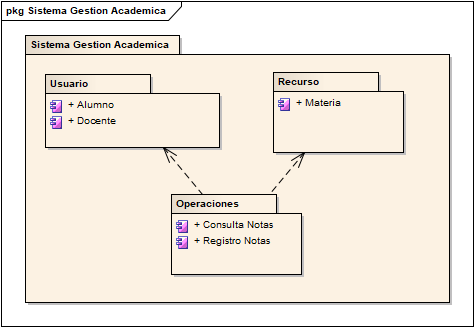 pkg Sistema Gestion Academica
Sistema Gestion Academica
Usuario
+ Alumno
+ Docente
Recurso
+ Materia
Operaciones
+ Consulta Notas
+ Registro Notas